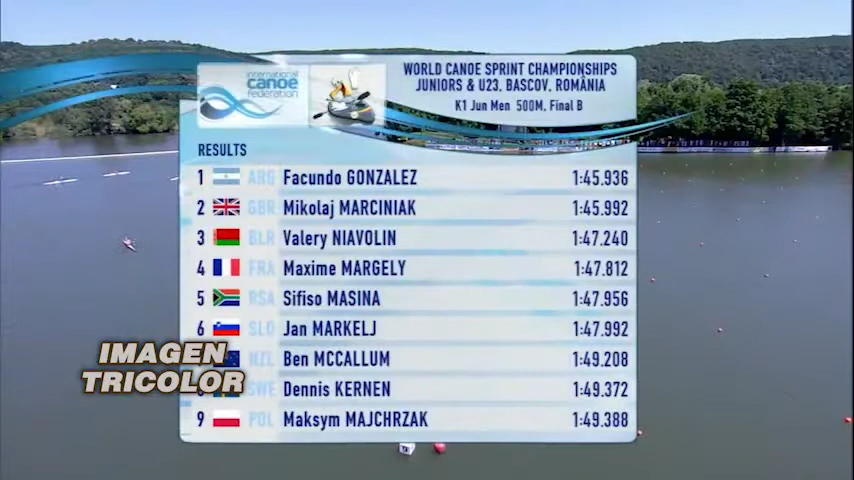 international
canoe
federation
WORLD CANOE SPRINT CHAMPIONSHIPS
JUNIORS & U23, BASCOV, ROMÂNIA
K1 Jun Men 500M, Final B
RESULTS
1 ARG Facundo GONZALEZ 1:45.936
2 GBR Mikolaj MARCINIAK 1:45.992
3 BLR Valery NIAVOLIN 1:47.240
4 FRA Maxime MARGELY 1:47.812
5 RSA Sifiso MASINA 1:47.956
6 SLO Jan MARKELJ 1:47.992
NZL Ben MCCALLUM 1:49.208
SWE Dennis KERNEN 1:49.372
9 POL Maksym MAJCHRZAK 1:49.388
IMAGEN
TRICOLOR